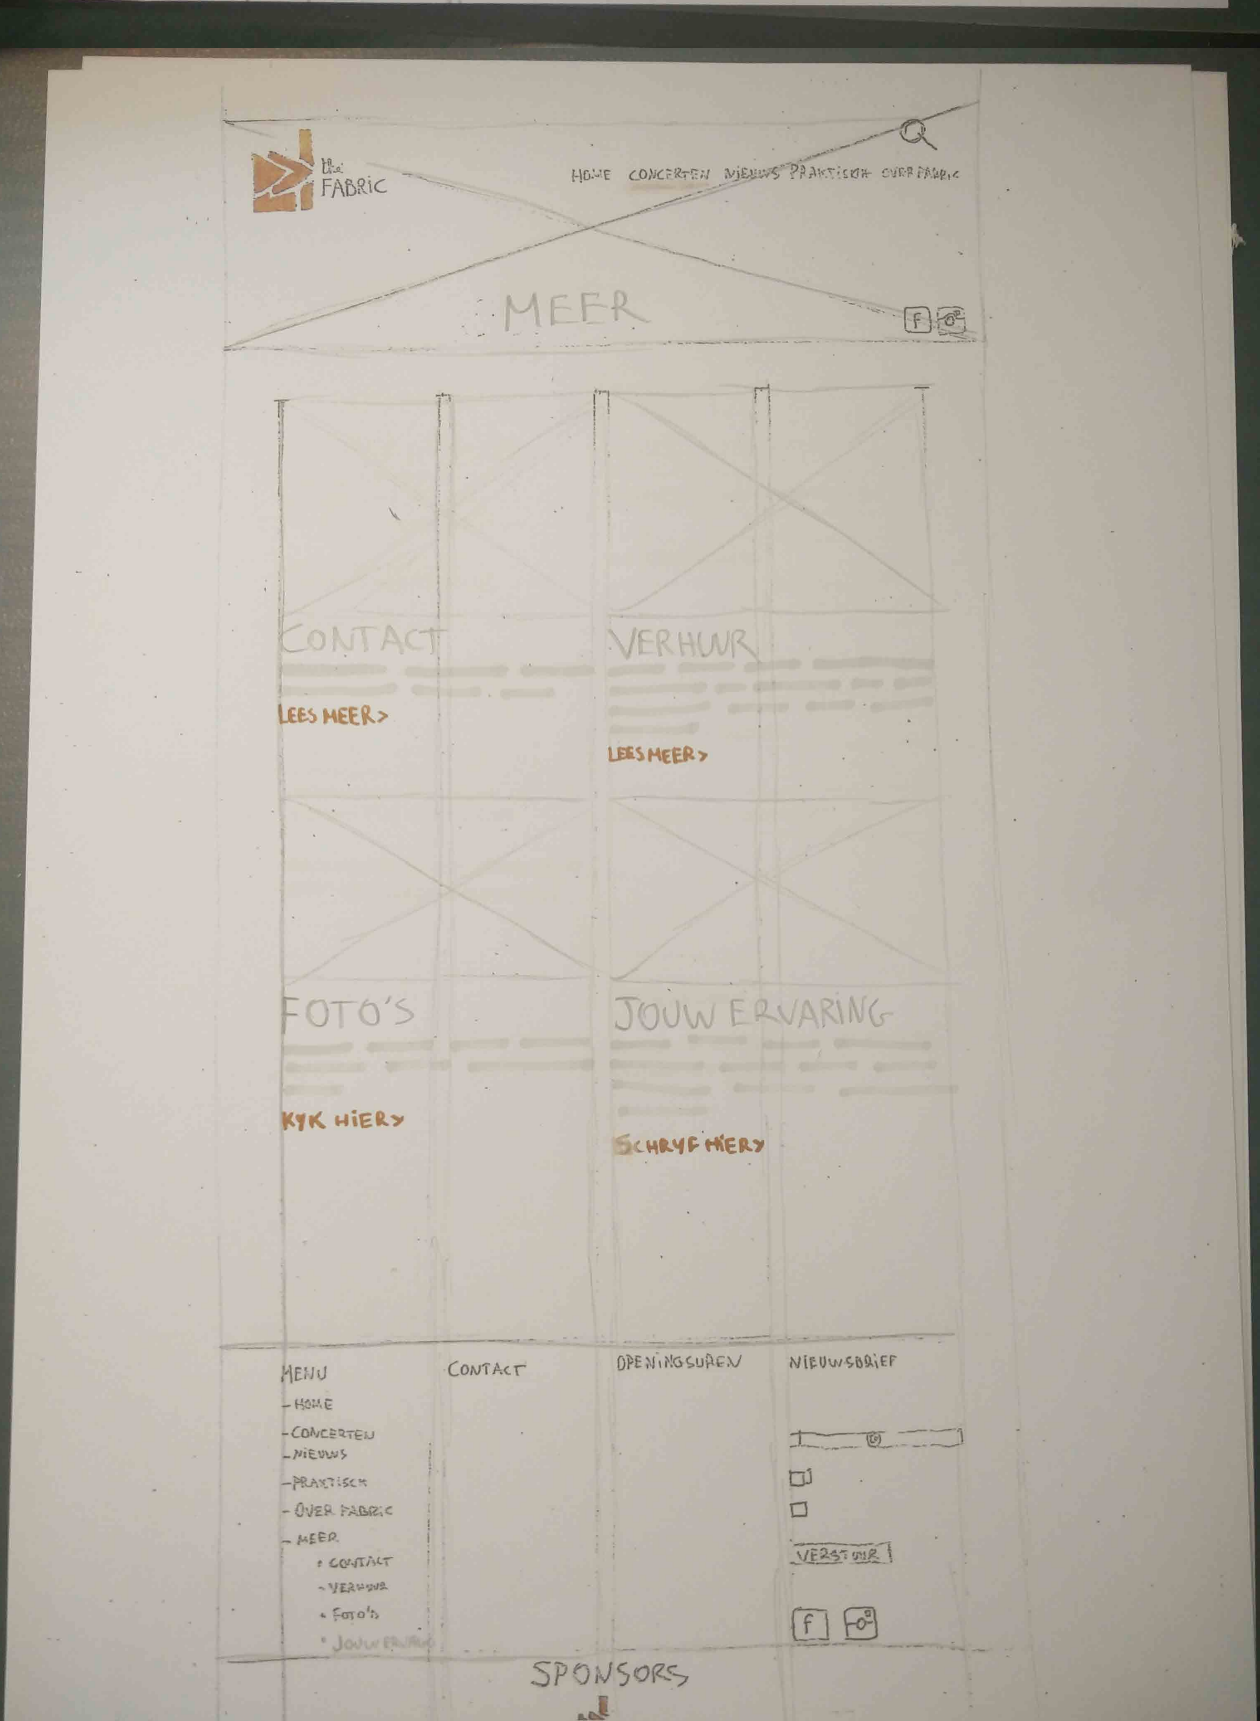 the
FABRIC
HOME CONCERTEN NIEUWS PRAKTISCH OVER FABRIC
MEER
f
CONTACT VERHUUR
LEES MEER>
LEES MEER>
FOTO'S JOUW ERVARING
KYK HIER>
SCHRYF HIER>
MENU
- HOME
- CONCERTEN
- NIEUWS
- PRAKTISCH
- OVER FABRIC
- MEER
• CONTACT
- VERHUUR
• FOTO'S
• JOUW ERVARING
CONTACT
OPENINGSUREN
NIEUWSBRIEF
@
VERSTUUR
f
SPONSORS